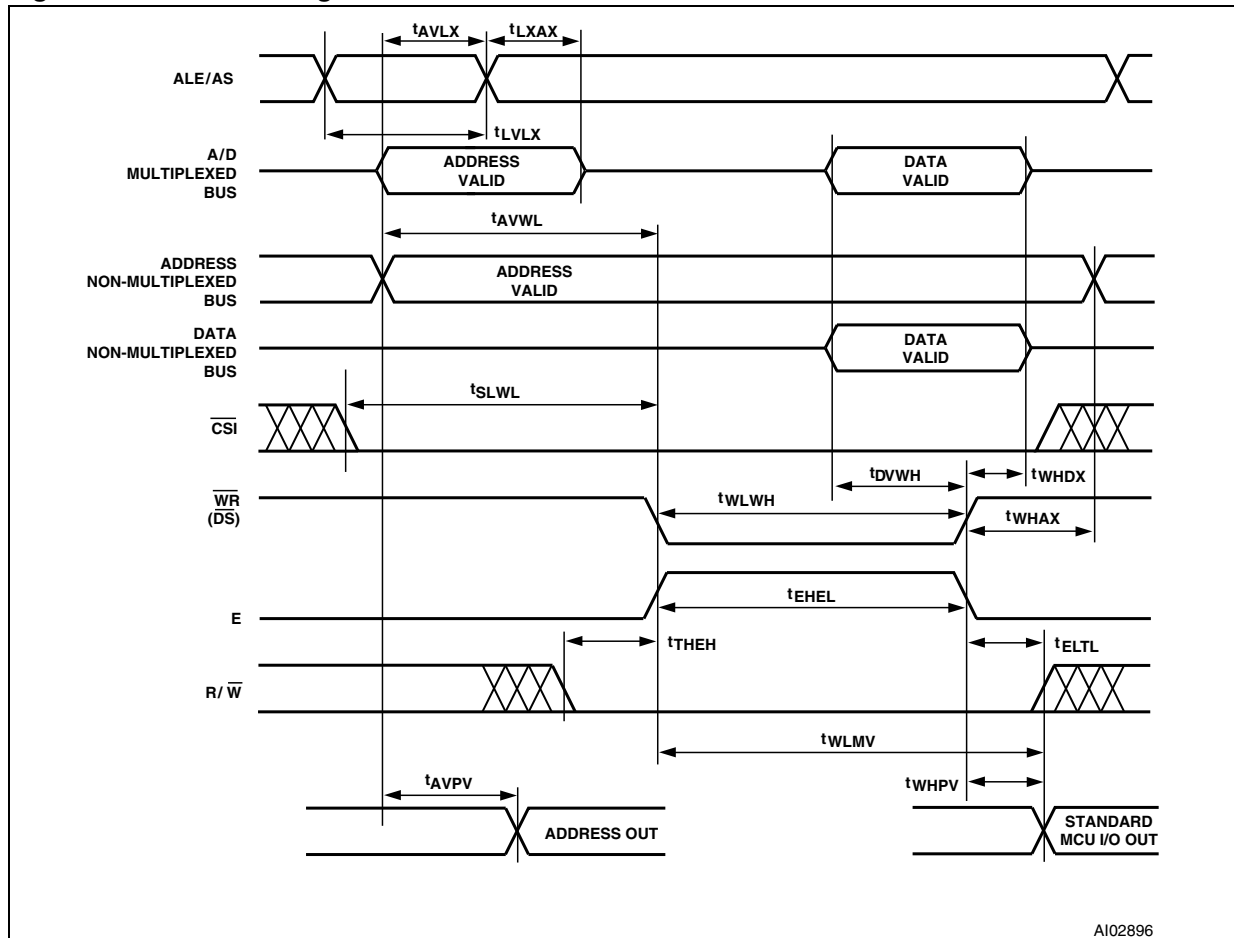 tAVLX tLXAX
ALE/AS
tLVLX
A/D
MULTIPLEXED
BUS
ADDRESS
VALID
DATA
VALID
tAVWL
ADDRESS
NON-MULTIPLEXED
BUS
ADDRESS
VALID
DATA
NON-MULTIPLEXED
BUS
DATA
VALID
tSLWL
CSI
tDVWH tWHDX
WR
(DS)
tWLWH
tWHAX
tEHEL
E
tTHEH
tELTL
R/ W
tWLMV
tAVPV
tWHPV
ADDRESS OUT
STANDARD
MCU I/O OUT
AI02896